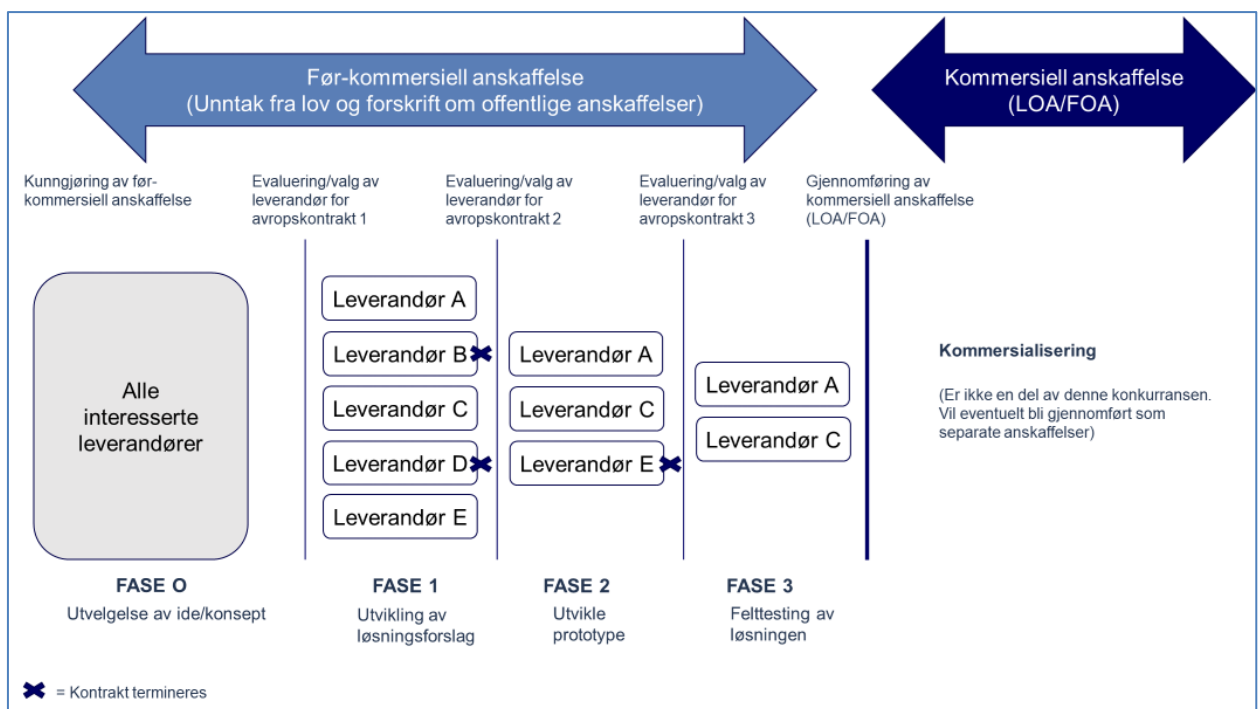 Før-kommersiell anskaffelse
(Unntak fra lov og forskrift om offentlige anskaffelser)
Kommersiell anskaffelse
(LOA/FOA)
Kunngjøring av før-
kommersiell anskaffelse
Evaluering/valg av
leverandør for
avropskontrakt 1
Evaluering/valg av
leverandør for
avropskontrakt 2
Evaluering/valg av
leverandør for
avropskontrakt 3
Gjennomføring av
kommersiell anskaffelse
(LOA/FOA)
Alle
interesserte
leverandører
Leverandør A
Leverandør B
Leverandør C
Leverandør D
Leverandør E
Leverandør A
Leverandør C
Leverandør E
Leverandør A
Leverandør C
Kommersialisering
(Er ikke en del av denne konkurransen.
Vil eventuelt bli gjennomført som
separate anskaffelser)
FASE O
Utvelgelse av ide/konsept
FASE 1
Utvikling av
løsningsforslag
FASE 2
Utvikle
prototype
FASE 3
Felttesting av
løsningen
= Kontrakt termineres